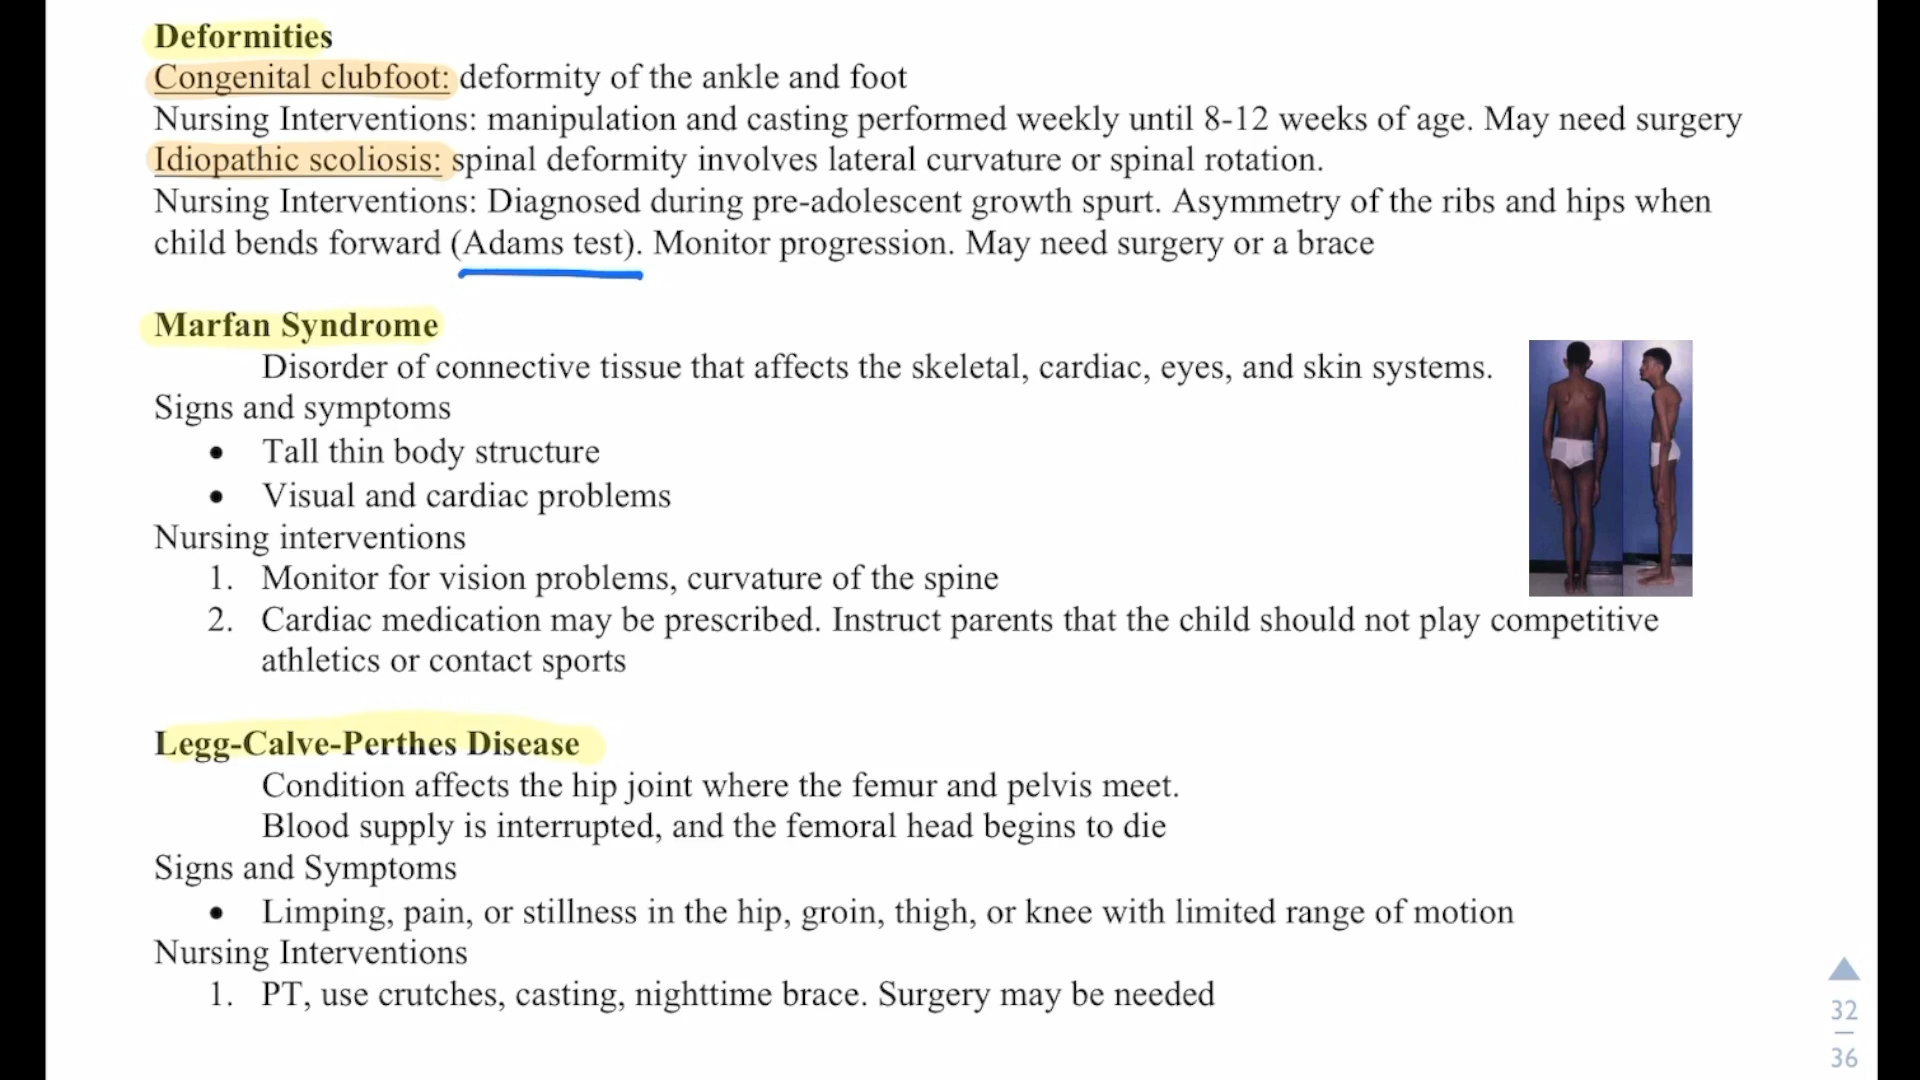 Deformities
Congenital clubfoot: deformity of the ankle and foot
Nursing Interventions: manipulation and casting performed weekly until 8-12 weeks of age. May need surgery
Idiopathic scoliosis: spinal deformity involves lateral curvature or spinal rotation.
Nursing Interventions: Diagnosed during pre-adolescent growth spurt. Asymmetry of the ribs and hips when
child bends forward (Adams test). Monitor progression. May need surgery or a brace
Marfan Syndrome
Disorder of connective tissue that affects the skeletal, cardiac, eyes, and skin systems.
Signs and symptoms
• Tall thin body structure
• Visual and cardiac problems
Nursing interventions
1. Monitor for vision problems, curvature of the spine
2. Cardiac medication may be prescribed. Instruct parents that the child should not play competitive
athletics or contact sports
Legg-Calve-Perthes Disease
Condition affects the hip joint where the femur and pelvis meet.
Blood supply is interrupted, and the femoral head begins to die
Signs and Symptoms
• Limping, pain, or stillness in the hip, groin, thigh, or knee with limited range of motion
Nursing Interventions
1. PT, use crutches, casting, nighttime brace. Surgery may be needed
32
36